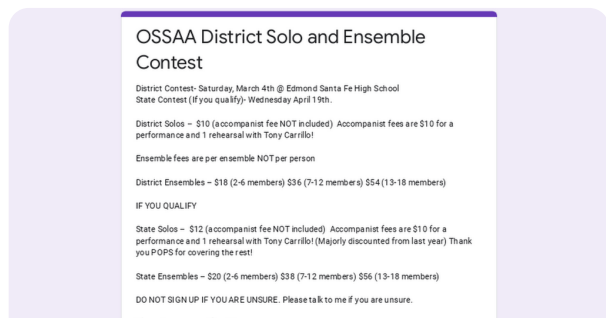 OSSAA District Solo and Ensemble
Contest
District Contest- Saturday, March 4th @ Edmond Santa Fe High School
State Contest (If you qualify)- Wednesday April 19th.
District Solos – $10 (accompanist fee NOT included)  Accompanist fees are $10 for a
performance and 1 rehearsal with Tony Carrillo!
Ensemble fees are per ensemble NOT per person
District Ensembles – $18 (2-6 members) $36 (7-12 members) $54 (13-18 members)
IF YOU QUALIFY
State Solos –  $12 (accompanist fee NOT included)  Accompanist fees are $10 for a
performance and 1 rehearsal with Tony Carrillo! (Majorly discounted from last year) Thank
you POPS for covering the rest!
State Ensembles – $20 (2-6 members) $38 (7-12 members) $56 (13-18 members)
DO NOT SIGN UP IF YOU ARE UNSURE. Please talk to me if you are unsure.